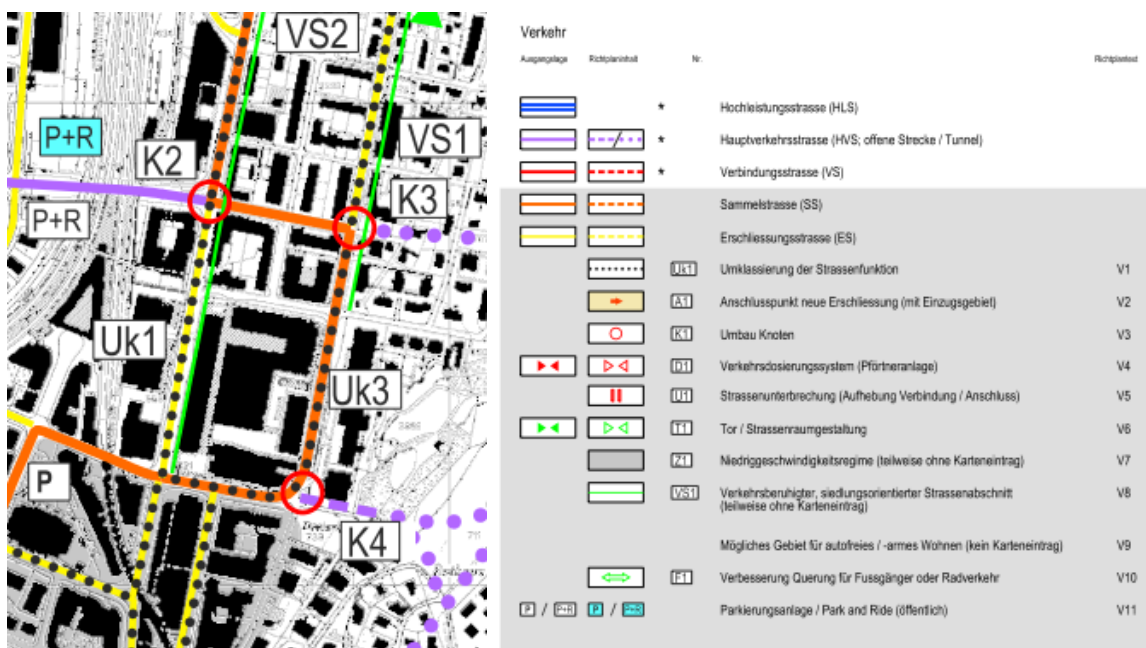 VS2
P+R
VS1
K2
K3
P+R
Uk1
Uk3
P
K4
Verkehr
Ausgangslage Richtplaninhalt Nr. Richtplantext
* Hochleistungsstrasse (HLS)
* Hauptverkehrsstrasse (HVS; offene Strecke / Tunnel)
* Verbindungsstrasse (VS)
Sammelstrasse (SS)
Erschliessungsstrasse (ES)
Uk1 Umklassierung der Strassenfunktion V1
A1 Anschlusspunkt neue Erschliessung (mit Einzugsgebiet) V2
K1 Umbau Knoten V3
D1 Verkehrsdosierungssystem (Pförtneranlage) V4
U1 Strassenunterbrechung (Aufhebung Verbindung / Anschluss) V5
T1 Tor / Strassenraumgestaltung V6
Z1 Niedriggeschwindigkeitsregime (teilweise ohne Karteneintrag) V7
VS1 Verkehrsberuhigter, siedlungsorientierter Strassenabschnitt V8
(teilweise ohne Karteneintrag)
Mögliches Gebiet für autofreies / -armes Wohnen (kein Karteneintrag) V9
F1 Verbesserung Querung für Fussgänger oder Radverkehr V10
P / P+R P / P+R Parkierungsanlage / Park and Ride (öffentlich) V11